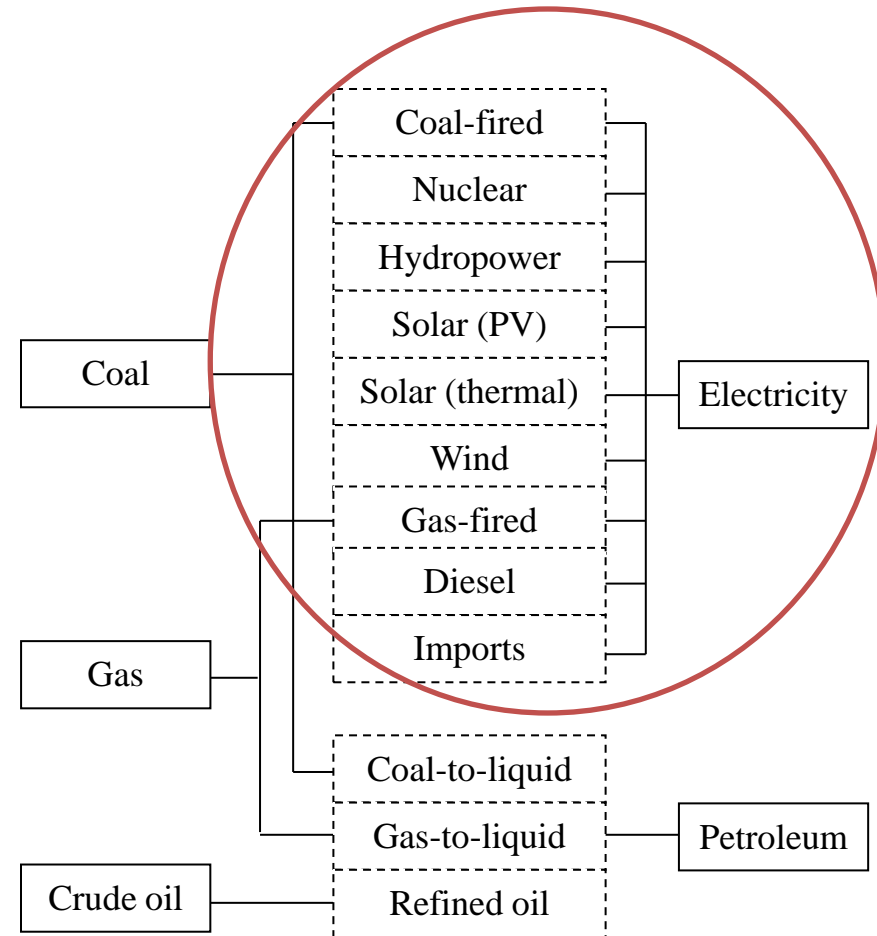 Coal-fired
Nuclear
Hydropower
Solar (PV)
Coal
Solar (thermal)
Electricity
Wind
Gas-fired
Diesel
Imports
Gas
Coal-to-liquid
Gas-to-liquid
Petroleum
Crude oil
Refined oil